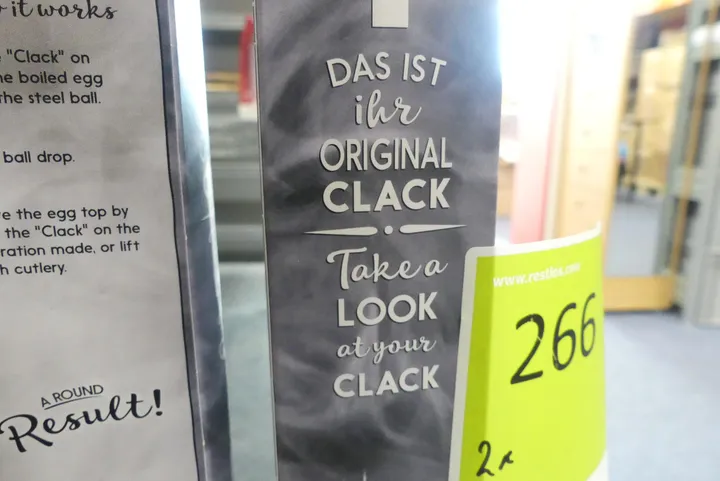 it works
"Clack" on
he boiled egg
the steel ball.
ball drop.
e the egg top by
the "Clack" on the
ration made, or lift
h cutlery.
A ROUND
Result!
DAS IST
ihr
ORIGINAL
CLACK
Take a
LOOK
at your
CLACK
www.restlos.com
266
2x